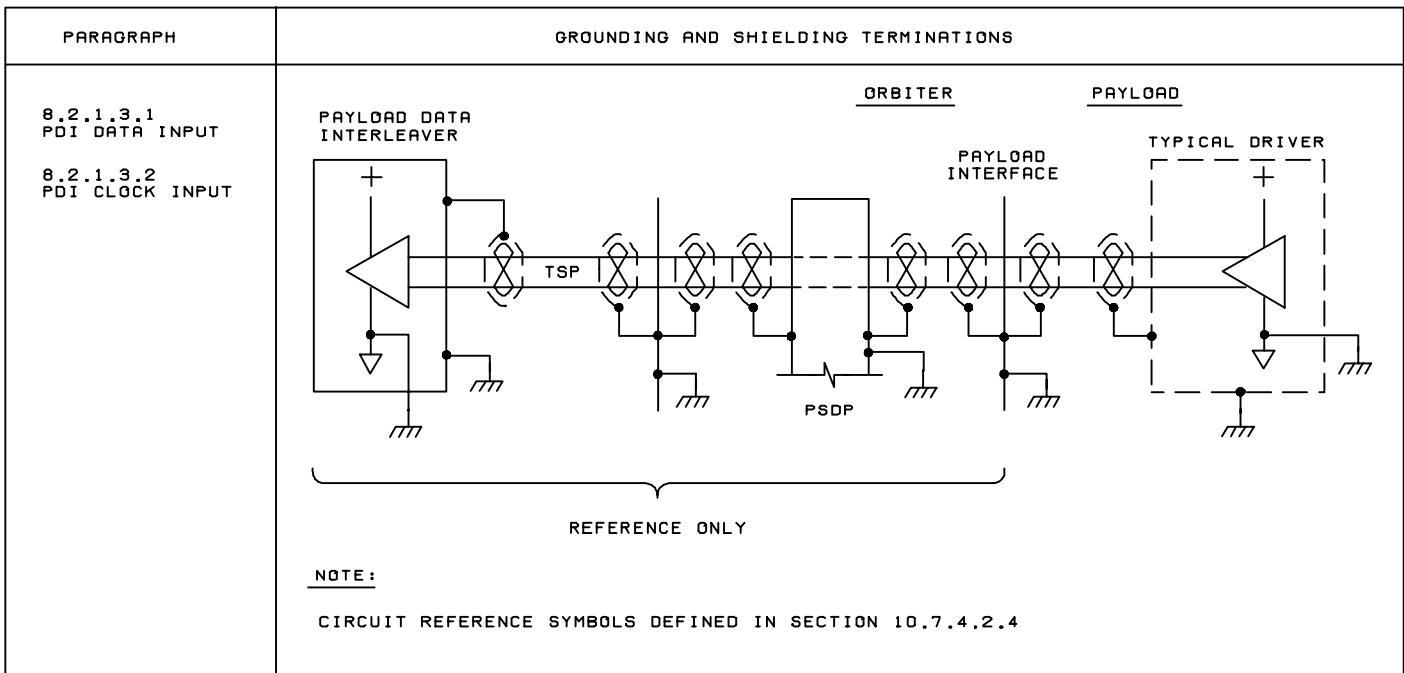 PARAGRAPH
GROUNDING AND SHIELDING TERMINATIONS
8.2.1.3.1
PDI DATA INPUT
8.2.1.3.2
PDI CLOCK INPUT
ORBITER
PAYLOAD
PAYLOAD DATA
INTERLEAVER
TYPICAL DRIVER
PAYLOAD
INTERFACE
+
+
TSP
PSDP
REFERENCE ONLY
NOTE:
CIRCUIT REFERENCE SYMBOLS DEFINED IN SECTION 10.7.4.2.4